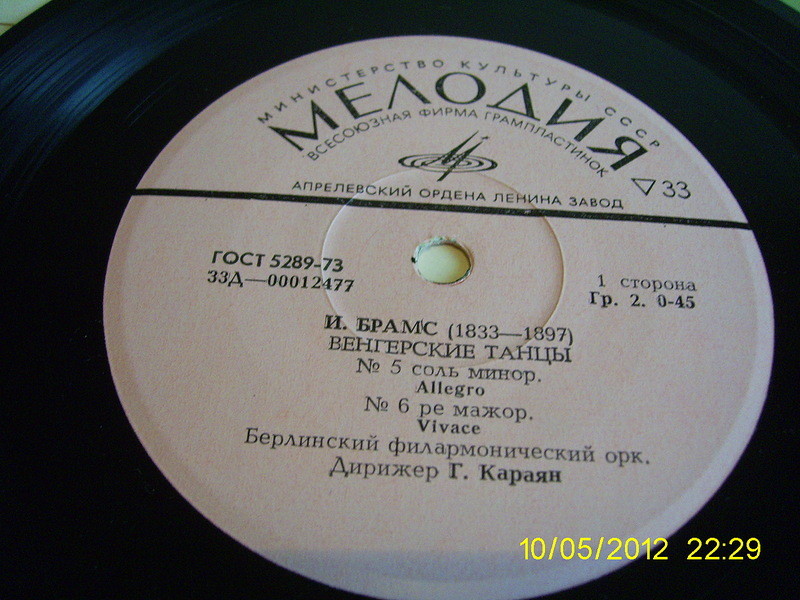 МИНИСТЕРСТВО КУЛЬТУРЫ СССР
МЕЛОДИЯ
ВСЕСОЮЗНАЯ ФИРМА ГРАМПЛАСТИНОК
33
АПРЕЛЕВСКИЙ ОРДЕНА ЛЕНИНА ЗАВОД
ГОСТ 5289-73
33Д—00012477
1 сторона
Гр. 2. 0-45
И. БРАМС (1833—1897)
ВЕНГЕРСКИЕ ТАНЦЫ
№ 5 соль минор.
Allegro
№ 6 ре мажор.
Vivace
Берлинский филармонический орк.
Дирижер Г. Караян
10/05/2012 22:29